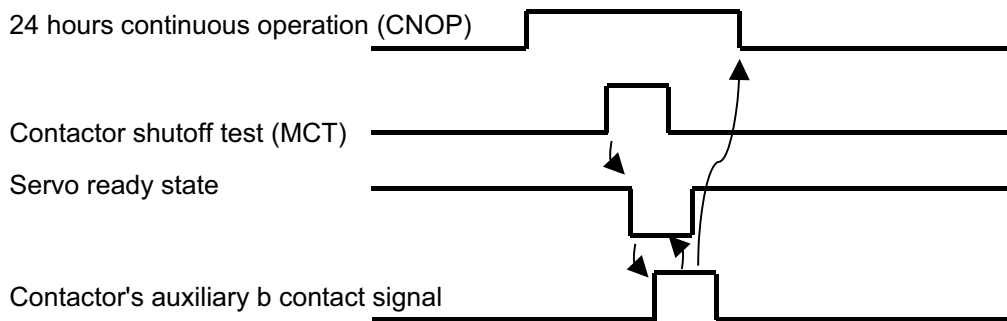 24 hours continuous operation (CNOP)
Contactor shutoff test (MCT)
Servo ready state
Contactor's auxiliary b contact signal